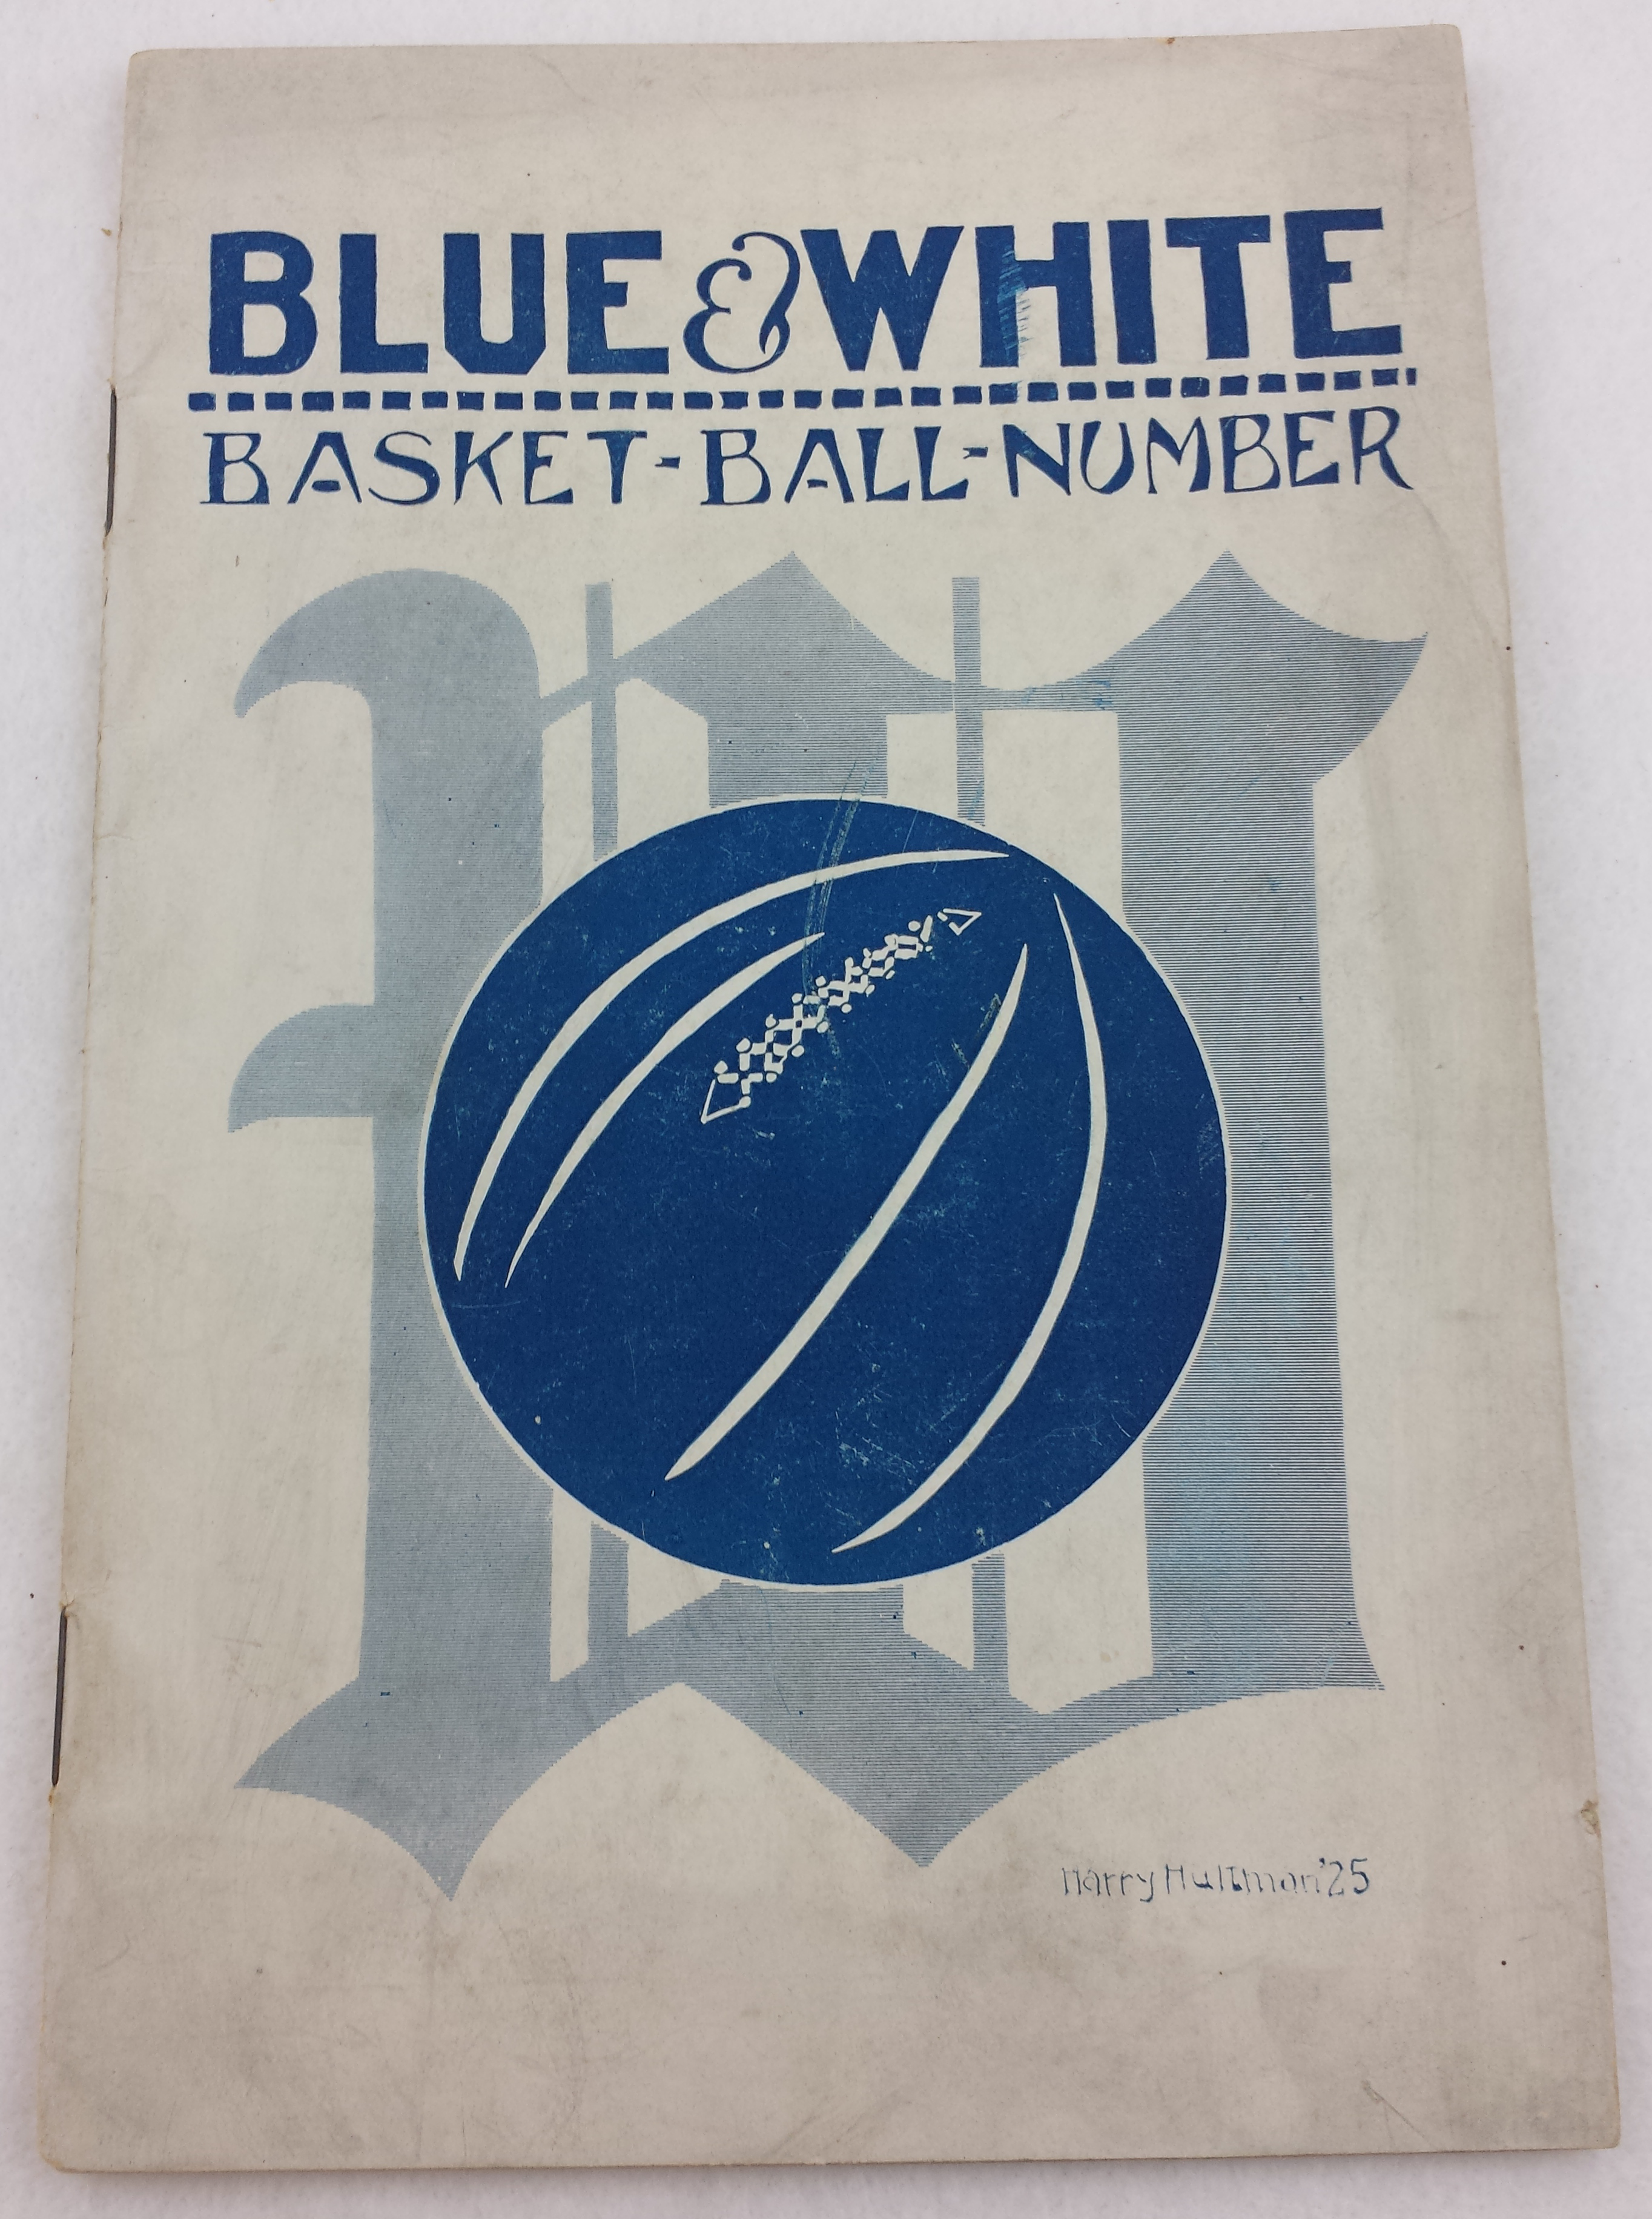 BLUE & WHITE
BASKET-BALL-NUMBER
W
Harry Hultman '25